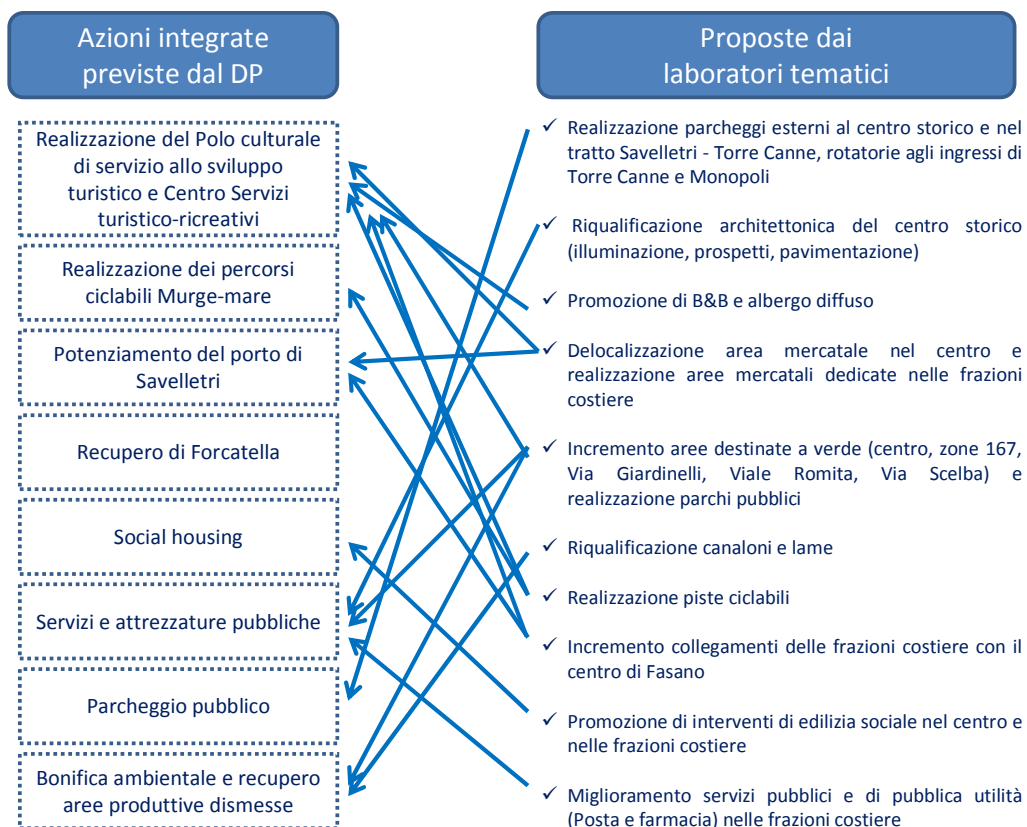 Azioni integrate
previste dal DP
Realizzazione del Polo culturale
di servizio allo sviluppo
turistico e Centro Servizi
turistico-ricreativi
Realizzazione dei percorsi
ciclabili Murge-mare
Potenziamento del porto di
Savelletri
Recupero di Forcatella
Social housing
Servizi e attrezzature pubbliche
Parcheggio pubblico
Bonifica ambientale e recupero
aree produttive dismesse
Proposte dai
laboratori tematici
✓ Realizzazione parcheggi esterni al centro storico e nel
tratto Savelletri - Torre Canne, rotatorie agli ingressi di
Torre Canne e Monopoli
✓ Riqualificazione architettonica del centro storico
(illuminazione, prospetti, pavimentazione)
✓ Promozione di B&B e albergo diffuso
✓ Delocalizzazione area mercatale nel centro e
realizzazione aree mercatali dedicate nelle frazioni
costiere
✓ Incremento aree destinate a verde (centro, zone 167,
Via Giardinelli, Viale Romita, Via Scelba) e
realizzazione parchi pubblici
✓ Riqualificazione canaloni e lame
✓ Realizzazione piste ciclabili
✓ Incremento collegamenti delle frazioni costiere con il
centro di Fasano
✓ Promozione di interventi di edilizia sociale nel centro e
nelle frazioni costiere
✓ Miglioramento servizi pubblici e di pubblica utilità
(Posta e farmacia) nelle frazioni costiere